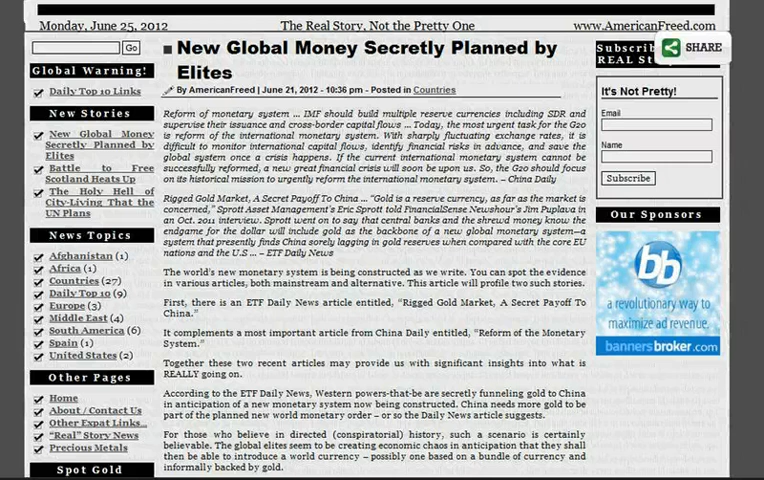 Monday, June 25, 2012
The Real Story, Not the Pretty One
www.AmericanFreed.com
Go
Global Warning!
Daily Top 10 Links
New Stories
New Global Money
Secretly Planned by
Elites
Battle to Free
Scotland Heats Up
The Holy Hell of
City-Living That the
UN Plans
News Topics
Afghanistan (1)
Africa (1)
Countries (27)
Daily Top 10 (9)
Europe (3)
Middle East (4)
South America (6)
Spain (1)
United States (2)
Other Pages
Home
About / Contact Us
Other Expat Links...
"Real" Story News
Precious Metals
Spot Gold
New Global Money Secretly Planned by
Elites
By AmericanFreed | June 21, 2012 - 10:36 pm - Posted in Countries
Reform of monetary system ... IMF should build multiple reserve currencies including SDR and
supervise their issuance and cross-border capital flows ... Today, the most urgent task for the G20
is reform of the international monetary system. With sharply fluctuating exchange rates, it is
difficult to monitor international capital flows, identify financial risks in advance, and save the
global system once a crisis happens. If the current international monetary system cannot be
successfully reformed, a new great financial crisis will soon be upon us. So, the G20 should focus
on its historical mission to urgently reform the international monetary system. – China Daily
Rigged Gold Market, A Secret Payoff To China ... "Gold is a reserve currency, as far as the market is
concerned," Sprott Asset Management's Eric Sprott told FinancialSense Newshour's Jim Puplava in
an Oct. 2011 interview. Sprott went on to say that central banks and the shrewd money know the
endgame for the dollar will include gold as the backbone of a new global monetary system—a
system that presently finds China sorely lagging in gold reserves when compared with the core EU
nations and the U.S ... – ETF Daily News
The world's new monetary system is being constructed as we write. You can spot the evidence
in various articles, both mainstream and alternative. This article will profile two such stories.
First, there is an ETF Daily News article entitled, "Rigged Gold Market, A Secret Payoff To
China."
It complements a most important article from China Daily entitled, "Reform of the Monetary
System."
Together these two recent articles may provide us with significant insights into what is
REALLY going on.
According to the ETF Daily News, Western powers-that-be are secretly funneling gold to China
in anticipation of a new monetary system now being constructed. China needs more gold to be
part of the planned new world monetary order – or so the Daily News article suggests.
For those who believe in directed (conspiratorial) history, such a scenario is certainly
believable. The global elites seem to be creating economic chaos in anticipation that they shall
then be able to introduce a world currency – possibly one based on a bundle of currency and
informally backed by gold.
SHARE
REAL
It's Not Pretty!
Email
Name
Subscribe
Our Sponsors
bb
a revolutionary way to
maximize ad revenue.
bannersbroker.com